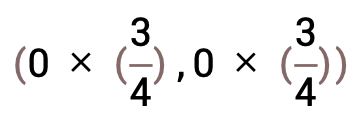 (0 × (3/4), 0 × (3/4))